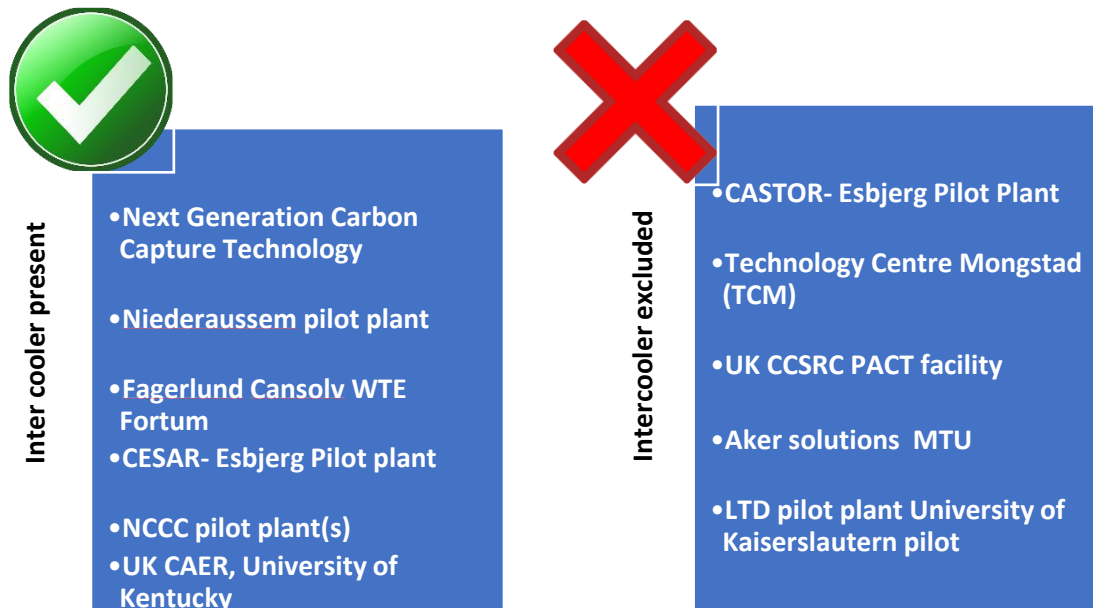 Inter cooler present
•Next Generation Carbon
Capture Technology
•Niederaussem pilot plant
•Fagerlund Cansolv WTE
Fortum
•CESAR- Esbjerg Pilot plant
•NCCC pilot plant(s)
•UK CAER, University of
Kentucky
Intercooler excluded
•CASTOR- Esbjerg Pilot Plant
•Technology Centre Mongstad
(TCM)
•UK CCSRC PACT facility
•Aker solutions  MTU
•LTD pilot plant University of
Kaiserslautern pilot